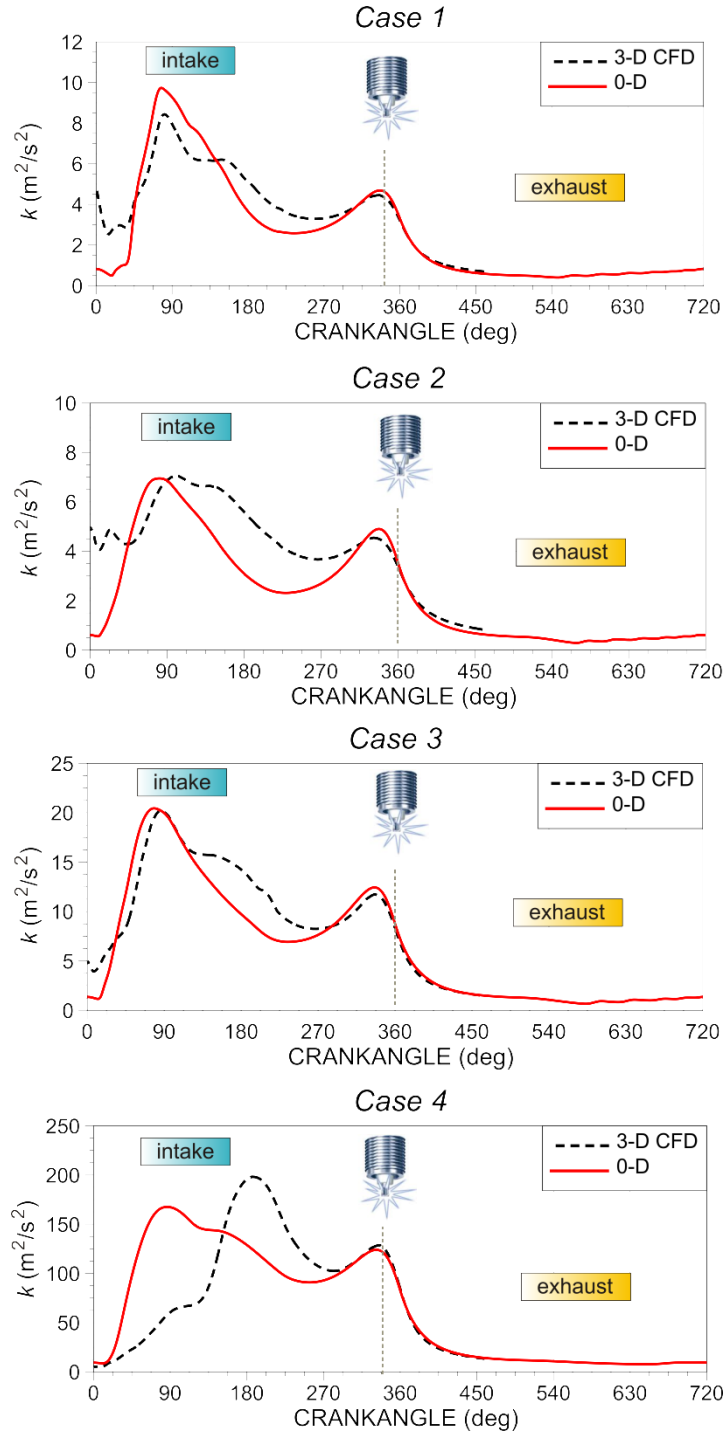 Case 1
12
10
8
6
4
2
0
k (m²/s²)
intake
3-D CFD
0-D
exhaust
0 90 180 270 360 450 540 630 720
CRANKANGLE (deg)
Case 2
10
8
6
4
2
0
k (m²/s²)
intake
3-D CFD
0-D
exhaust
0 90 180 270 360 450 540 630 720
CRANKANGLE (deg)
Case 3
25
20
15
10
5
0
k (m²/s²)
intake
3-D CFD
0-D
exhaust
0 90 180 270 360 450 540 630 720
CRANKANGLE (deg)
Case 4
250
200
150
100
50
0
k (m²/s²)
intake
3-D CFD
0-D
exhaust
0 90 180 270 360 450 540 630 720
CRANKANGLE (deg)